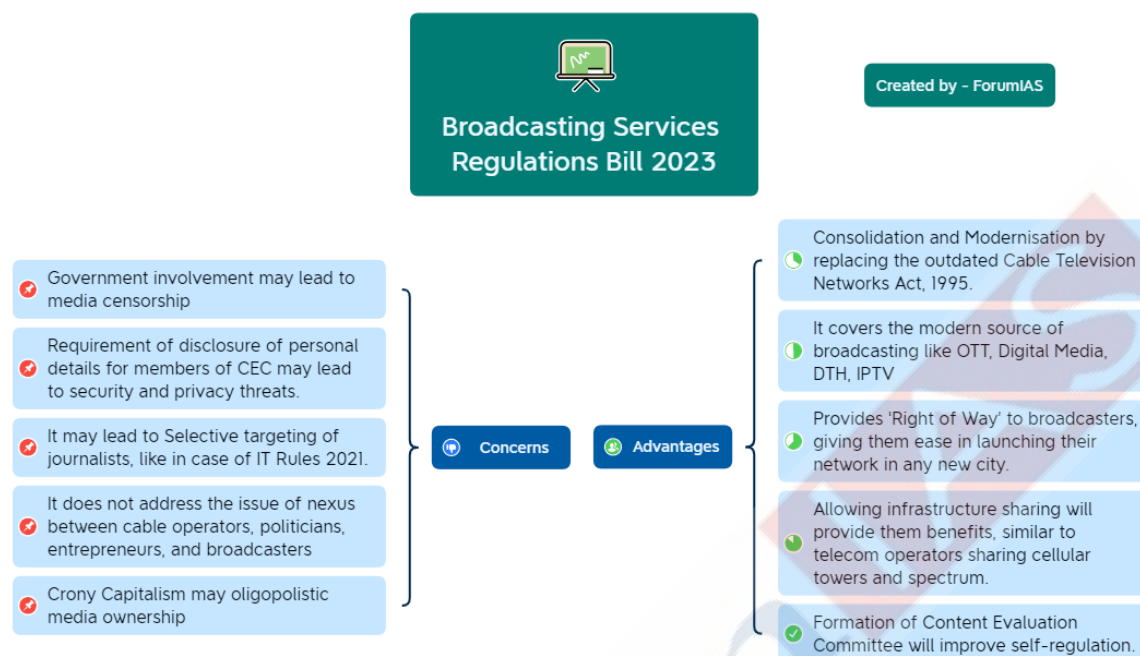 Broadcasting Services
Regulations Bill 2023
Created by - ForumIAS
Government involvement may lead to
media censorship
Requirement of disclosure of personal
details for members of CEC may lead
to security and privacy threats.
It may lead to Selective targeting of
journalists, like in case of IT Rules 2021.
It does not address the issue of nexus
between cable operators, politicians,
entrepreneurs, and broadcasters
Crony Capitalism may oligopolistic
media ownership
Concerns
Advantages
Consolidation and Modernisation by
replacing the outdated Cable Television
Networks Act, 1995.
It covers the modern source of
broadcasting like OTT, Digital Media,
DTH, IPTV
Provides 'Right of Way' to broadcasters,
giving them ease in launching their
network in any new city.
Allowing infrastructure sharing will
provide them benefits, similar to
telecom operators sharing cellular
towers and spectrum.
Formation of Content Evaluation
Committee will improve self-regulation.
IAS